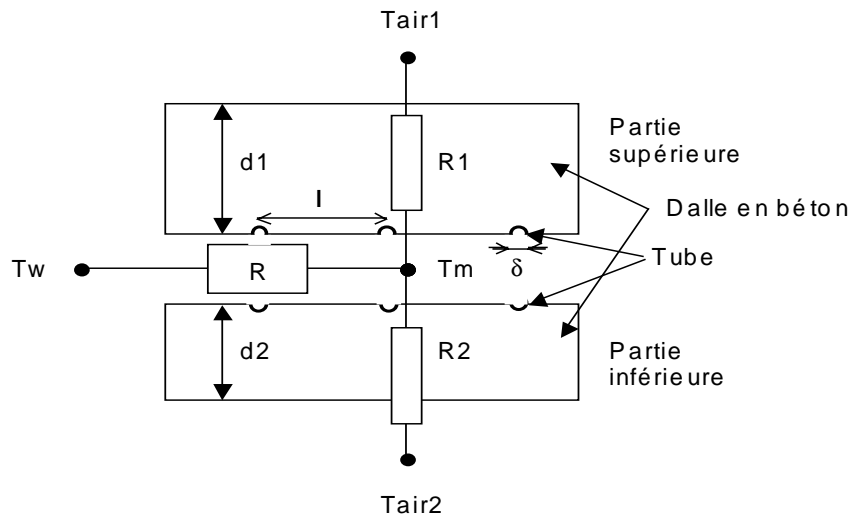 Tair1
Partie
supérieure
d1
R1
l
Dalle en béton
Tube
Tw
R
Tm
δ
d2
R2
Partie
inférieure
Tair2